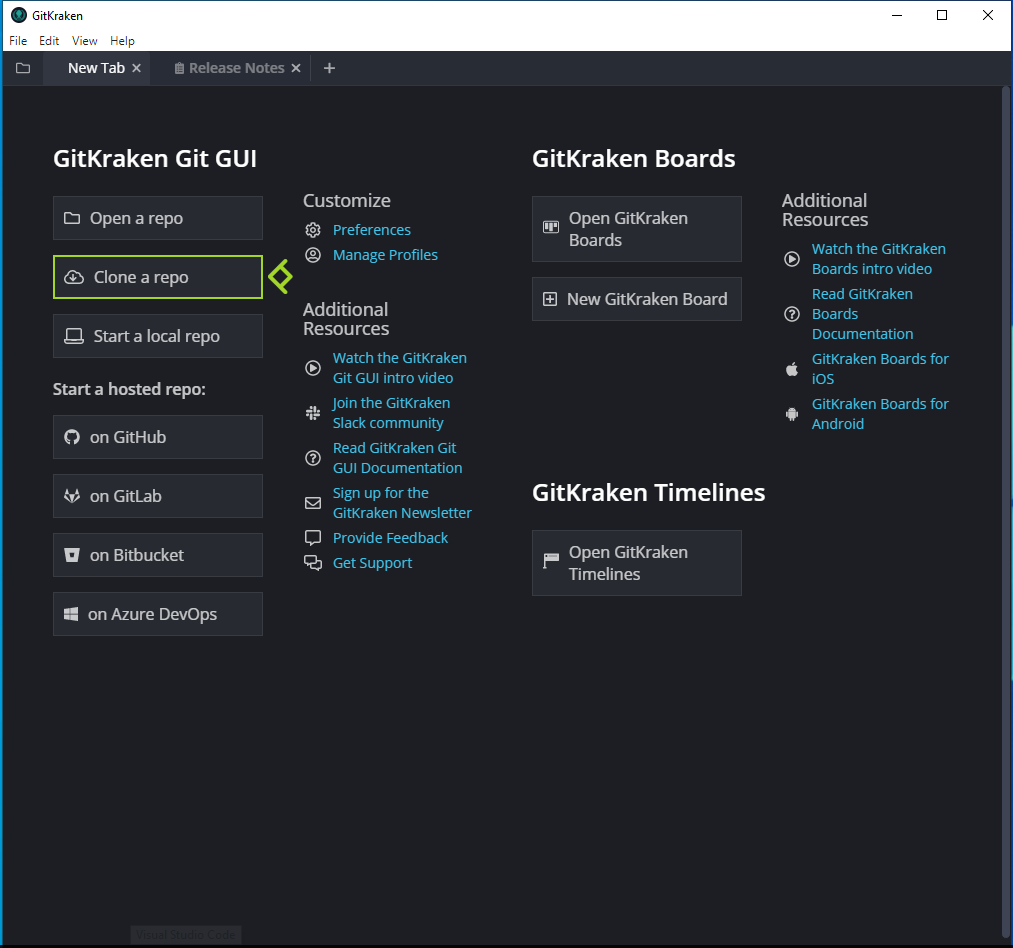 GitKraken
File Edit View Help
New Tab Release Notes
GitKraken Git GUI
Open a repo
Clone a repo
Start a local repo
Start a hosted repo:
on GitHub
on GitLab
on Bitbucket
on Azure DevOps
Customize
Preferences
Manage Profiles
Additional
Resources
Watch the GitKraken
Git GUI intro video
Join the GitKraken
Slack community
Read GitKraken Git
GUI Documentation
Sign up for the
GitKraken Newsletter
Provide Feedback
Get Support
GitKraken Boards
Open GitKraken
Boards
New GitKraken Board
Additional
Resources
Watch the GitKraken
Boards intro video
Read GitKraken
Boards
Documentation
GitKraken Boards for
iOS
GitKraken Boards for
Android
GitKraken Timelines
Open GitKraken
Timelines
Visual Studio Code